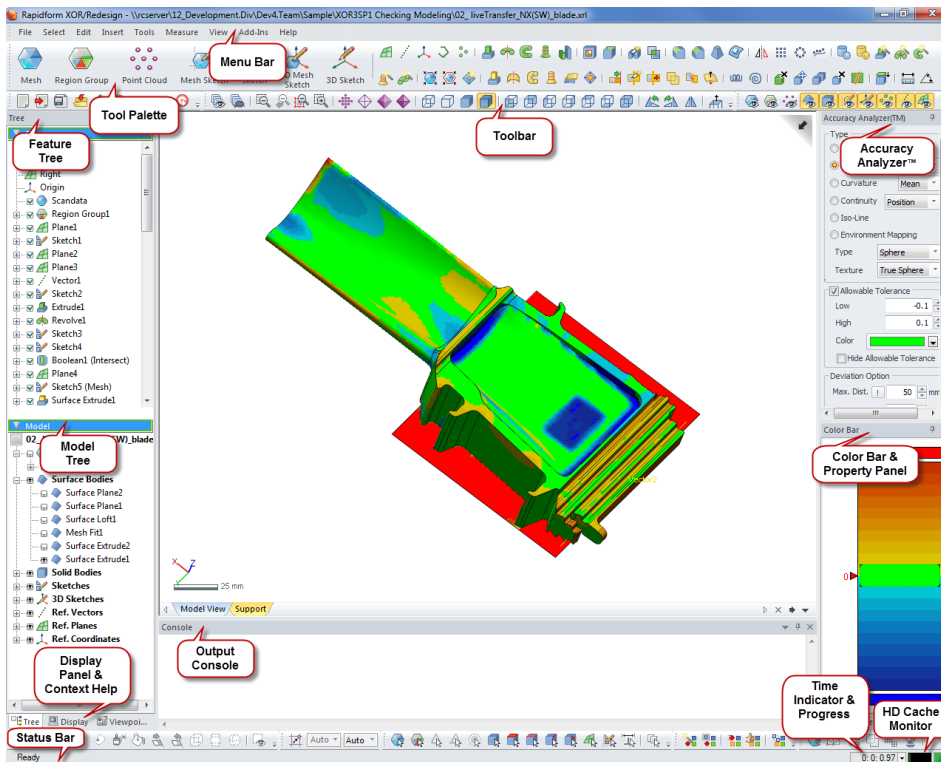 Rapidform XOR/Redesign - \\rcserver\12_Development.Div\Dev4.Team\Sample\XOR3SP1 Checking Modeling\02_ liveTransfer_NX(SW)_blade.xrl
File Select Edit Insert Tools Measure View Add-Ins Help
Menu Bar
Mesh Region Group Point Cloud Mesh Sketch 3D Sketch
Sketch
Tool Palette
Toolbar
Tree
Feature
Tree
Right
Origin
Scandata
Region Group1
Plane1
Sketch1
Plane2
Plane3
Vector1
Sketch2
Extrude1
Revolve1
Sketch3
Sketch4
Boolean1 (Intersect)
Plane4
Sketch5 (Mesh)
Surface Extrude1
Model
(SW)_blade
Model
Tree
Surface Bodies
Surface Plane2
Surface Plane1
Surface Loft1
Mesh Fit1
Surface Extrude2
Surface Extrude1
Solid Bodies
Sketches
3D Sketches
Ref. Vectors
Ref. Planes
Ref. Coordinates
Display
Panel &
Context Help
Tree Display Viewpoi...
Status Bar
Ready
Vector2
X Z
25 mm
Model View Support
Console
Output
Console
Auto Auto
Accuracy Analyzer(TM)
Type
Accuracy
Analyzer™
Curvature Mean
Continuity Position
Iso-Line
Environment Mapping
Type Sphere
Texture True Sphere
Allowable Tolerance
Low -0.1
High 0.1
Color
Hide Allowable Tolerance
Deviation Option
Max. Dist. ! 50 mm
Color Bar
Color Bar &
Property Panel
0
Time
Indicator &
Progress
HD Cache
Monitor
0: 0: 0.97